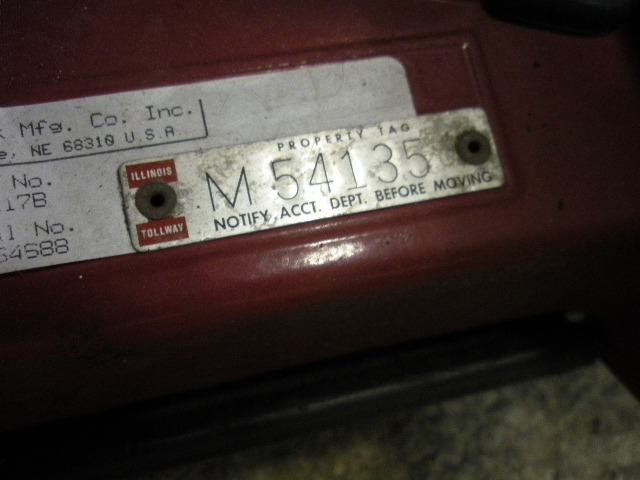 Mfg. Co. Inc.
NE 68310 U.S.A
No.
17B
No.
64688
PROPERTY TAG
ILLINOIS
M 54135
TOLLWAY
NOTIFY ACCT. DEPT. BEFORE MOVING